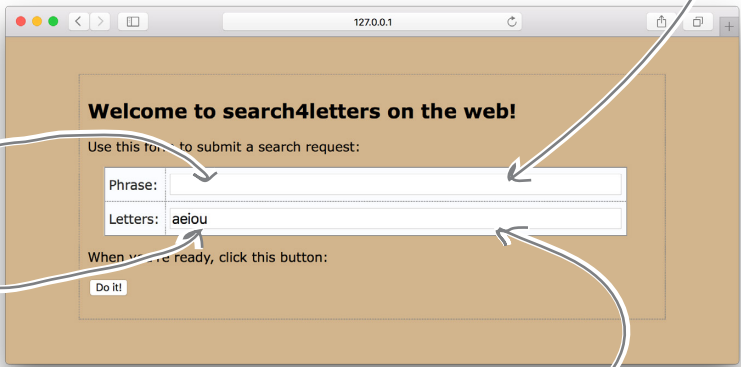 127.0.0.1
Welcome to search4letters on the web!
Use this form to submit a search request:
Phrase:
Letters: aeiou
When you're ready, click this button:
Do it!